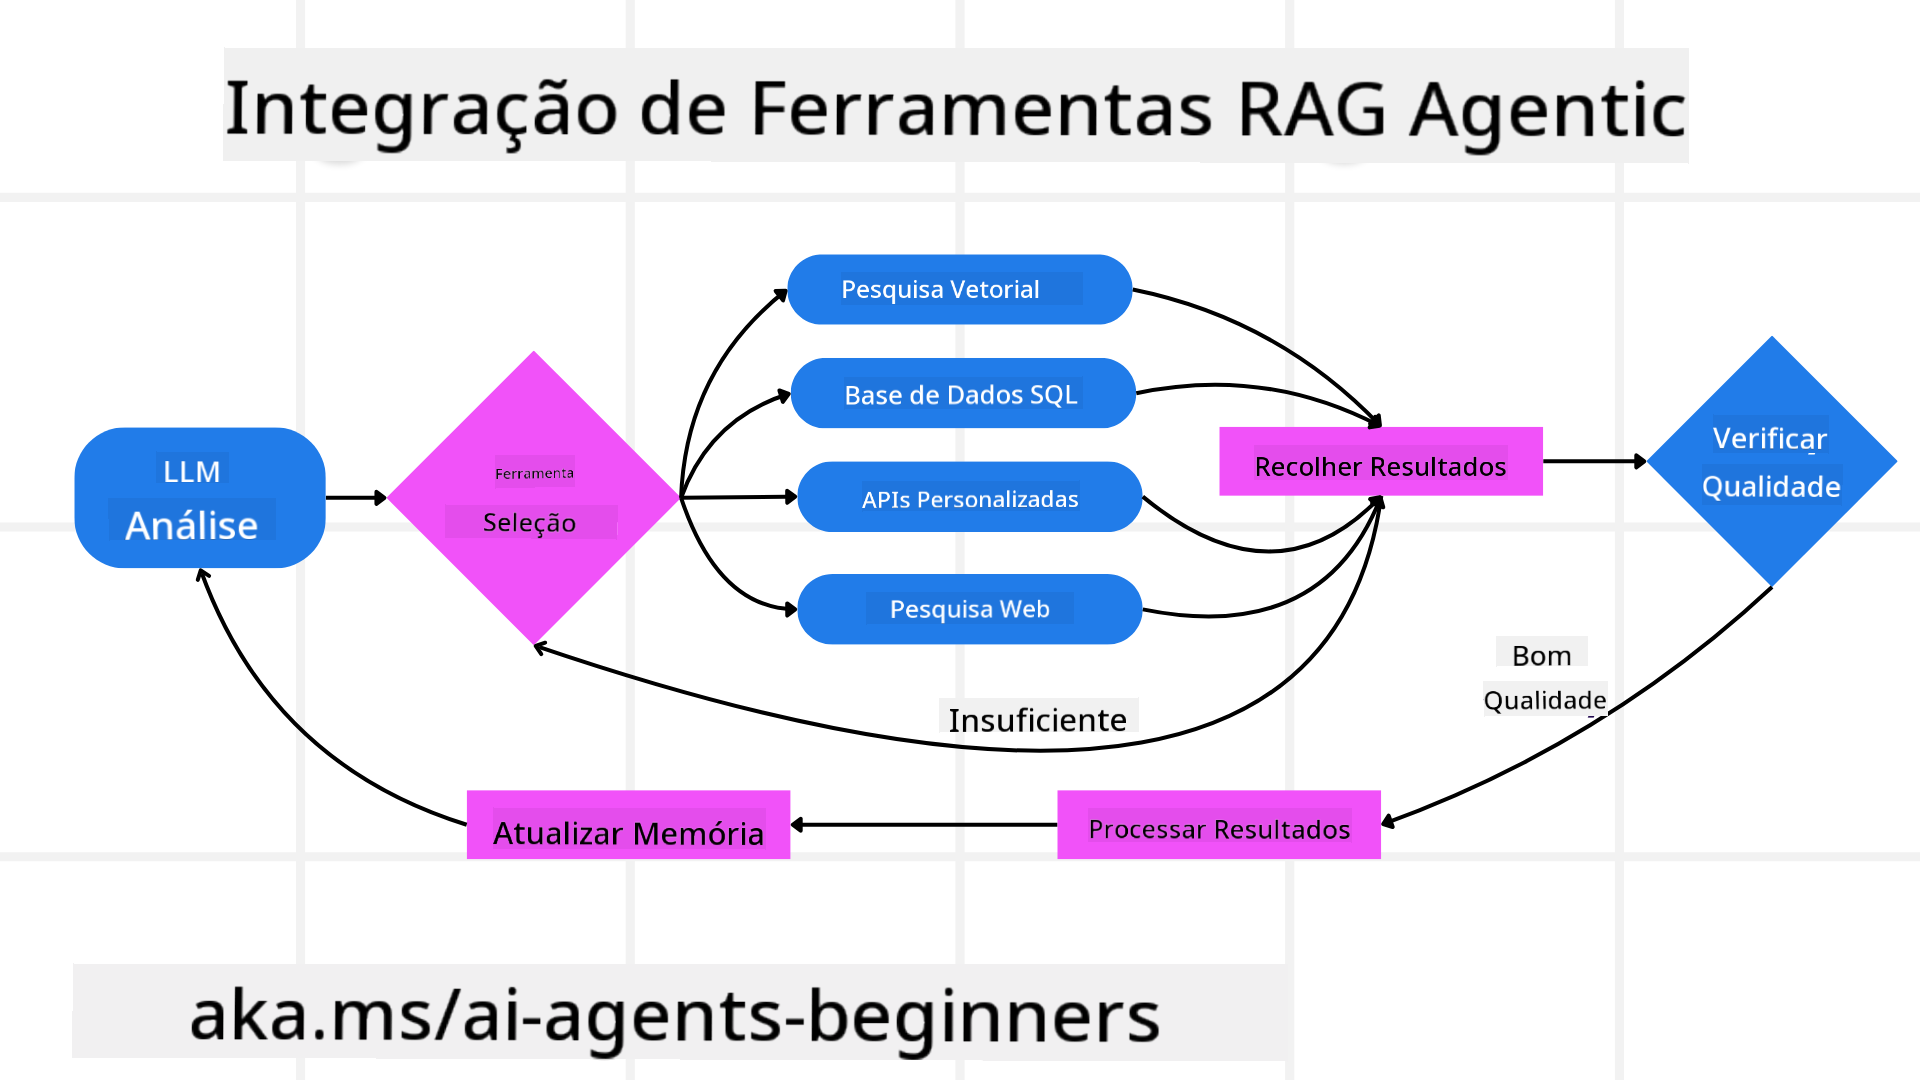 Integração de Ferramentas RAG Agentic
Pesquisa Vetorial
Base de Dados SQL
LLM
Análise
Ferramenta
Seleção
APIs Personalizadas
Pesquisa Web
Recolher Resultados
Verificar
Qualidade
Bom
Qualidade
Insuficiente
Atualizar Memória
Processar Resultados
aka.ms/ai-agents-beginners